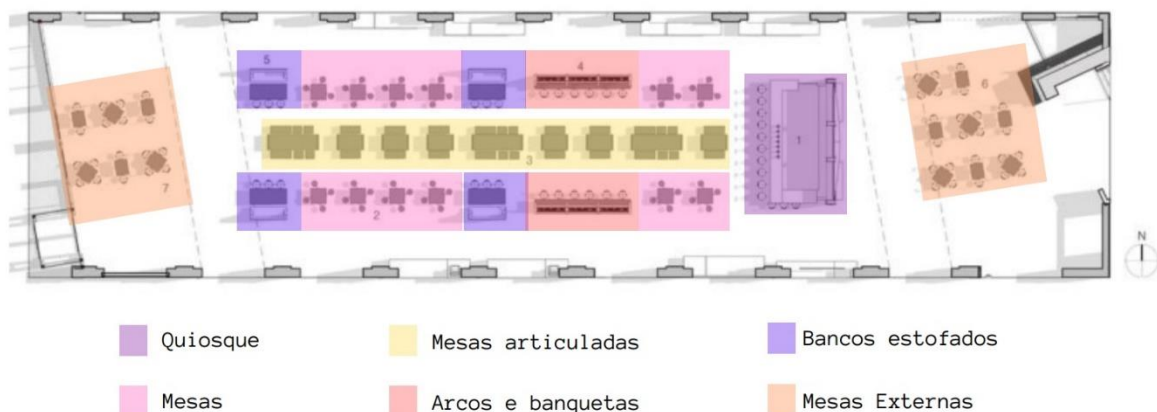 5
4
6
1
3
7
2
N
Quiosque
Mesas articuladas
Bancos estofados
Mesas
Arcos e banquetas
Mesas Externas